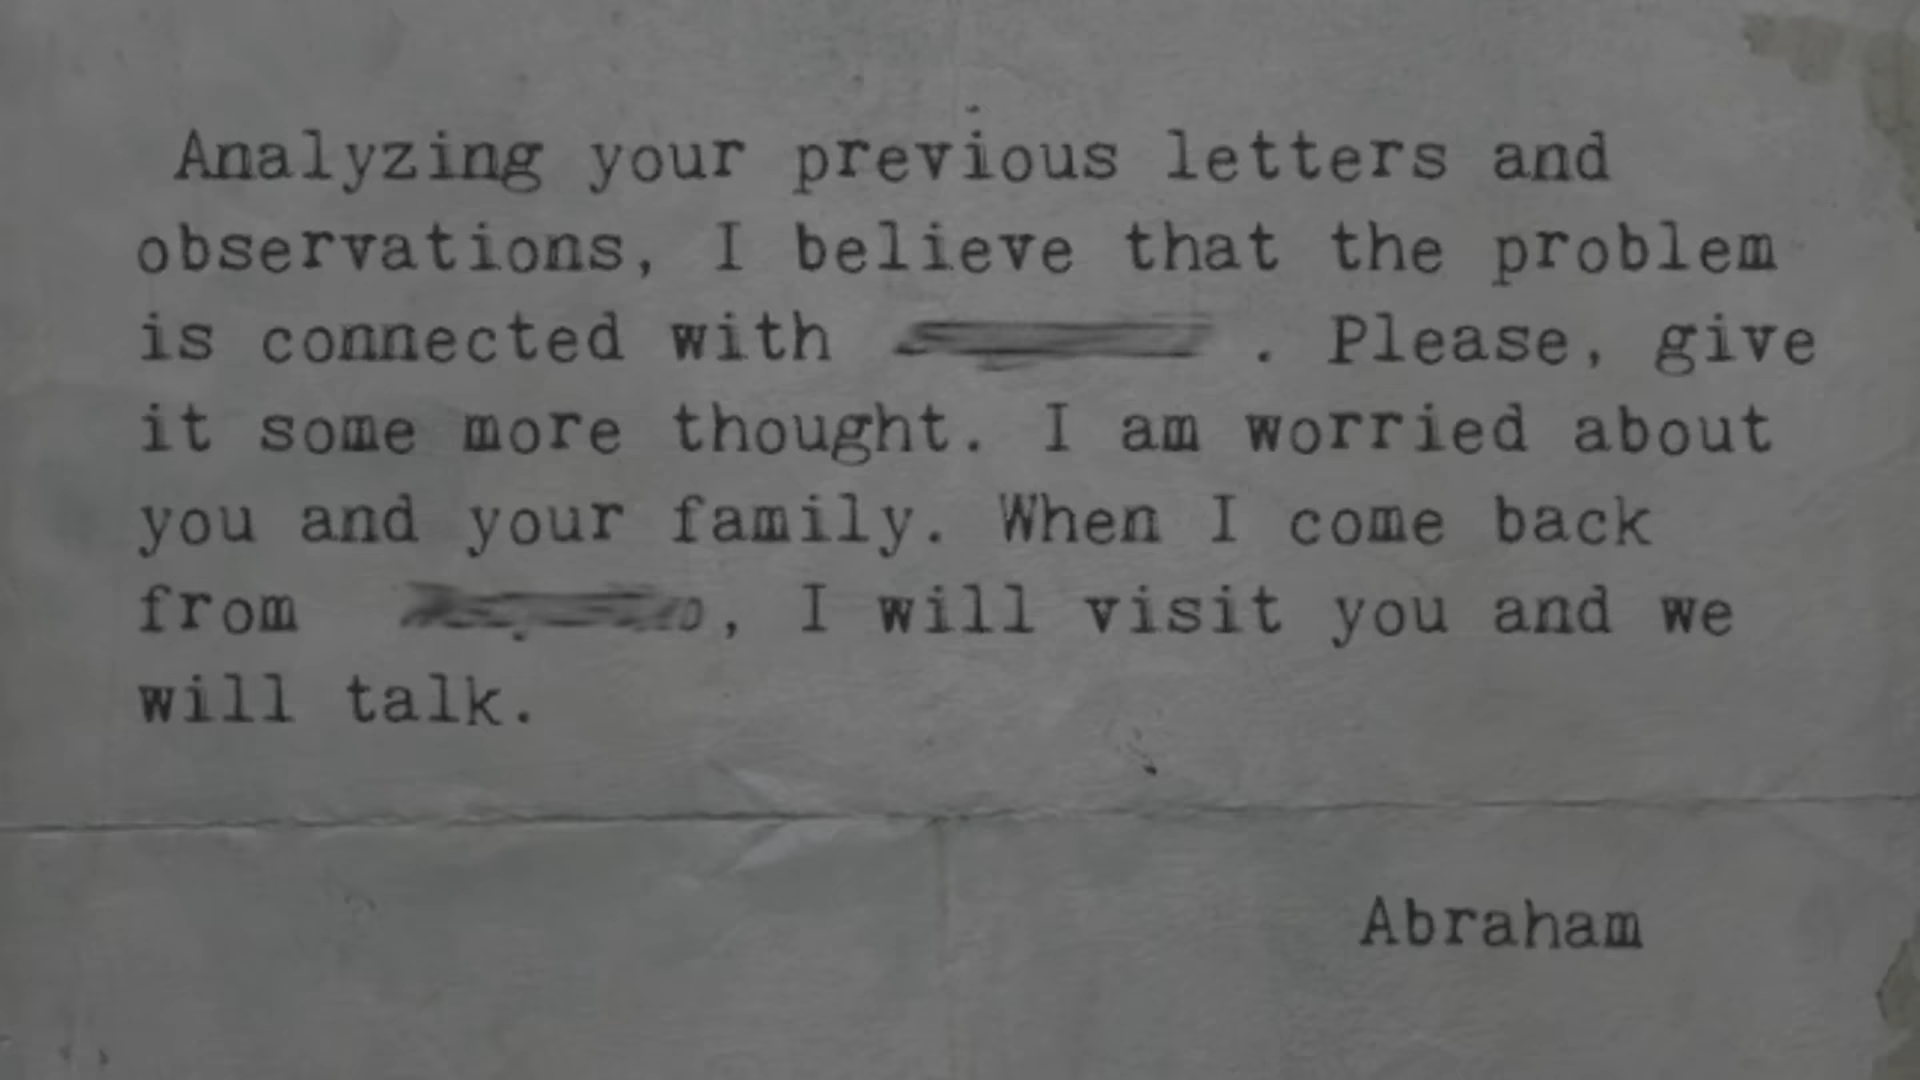 Analyzing your previous letters and
observations, I believe that the problem
is connected with . Please, give
it some more thought. I am worried about
you and your family. When I come back
from , I will visit you and we
will talk.
Abraham